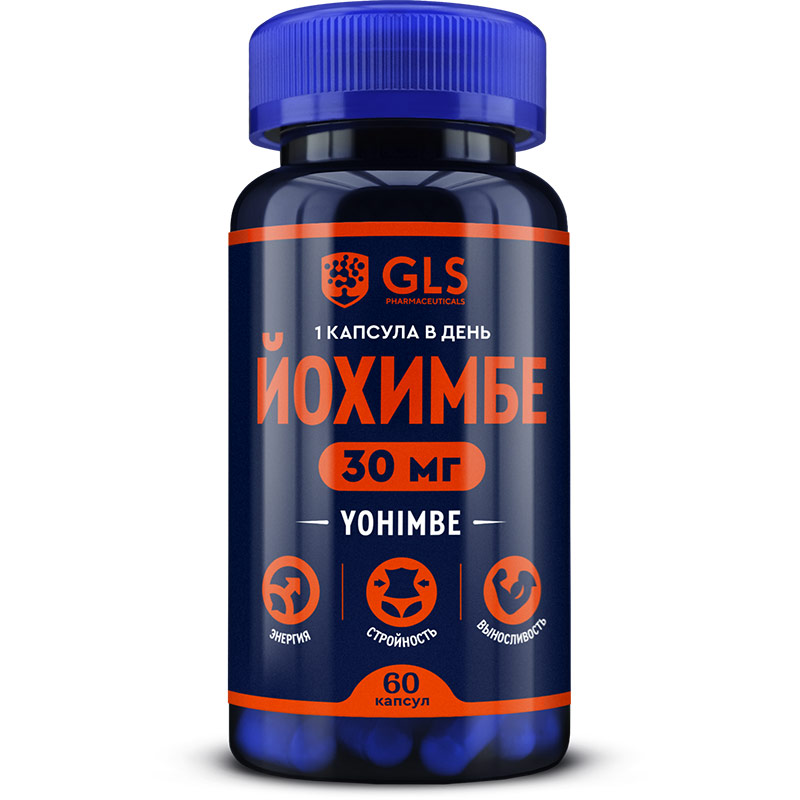 GLS
PHARMACEUTICALS
1 КАПСУЛА В ДЕНЬ
ЙОХИМБЕ
30 мг
YOHIMBE
ЭНЕРГИЯ
СТРОЙНОСТЬ
ВЫНОСЛИВОСТЬ
60
капсул